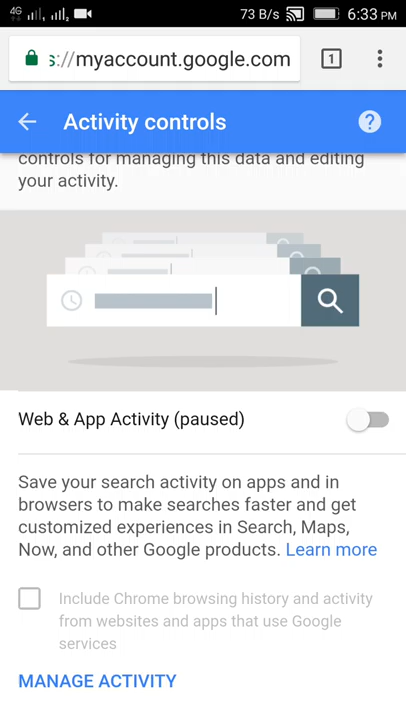 4G 73 B/s 6:33 PM
s://myaccount.google.com 1
Activity controls ?
controls for managing this data and editing
your activity.
Web & App Activity (paused)
Save your search activity on apps and in
browsers to make searches faster and get
customized experiences in Search, Maps,
Now, and other Google products. Learn more
Include Chrome browsing history and activity
from websites and apps that use Google
services
MANAGE ACTIVITY